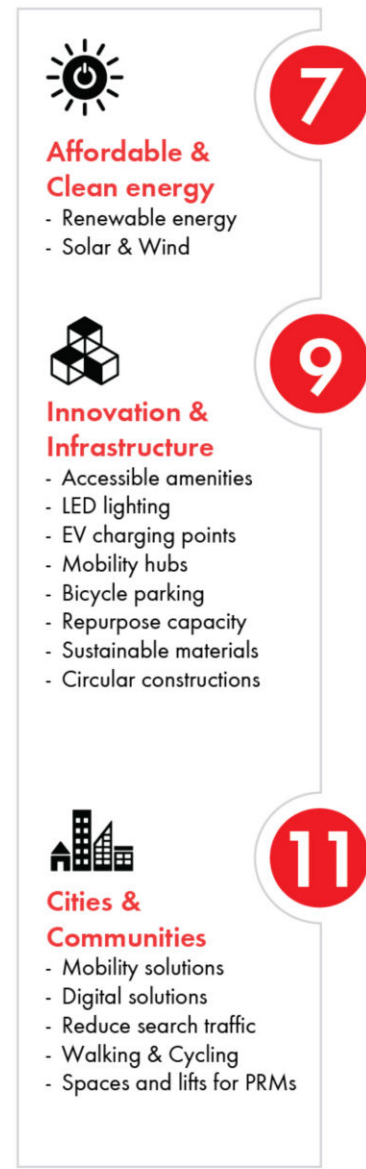 7
Affordable &
Clean energy
- Renewable energy
- Solar & Wind
9
Innovation &
Infrastructure
- Accessible amenities
- LED lighting
- EV charging points
- Mobility hubs
- Bicycle parking
- Repurpose capacity
- Sustainable materials
- Circular constructions
11
Cities &
Communities
- Mobility solutions
- Digital solutions
- Reduce search traffic
- Walking & Cycling
- Spaces and lifts for PRMs